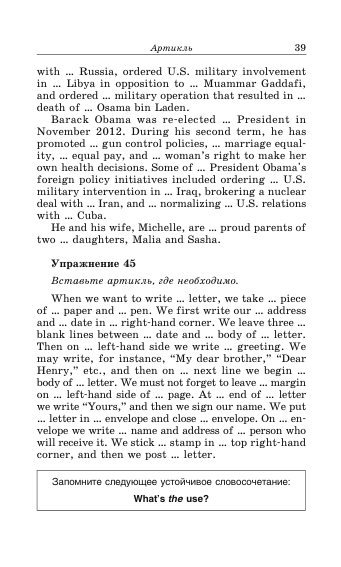 Артикль 39
with ... Russia, ordered U.S. military involvement
in ... Libya in opposition to ... Muammar Gaddafi,
and ordered ... military operation that resulted in ...
death of ... Osama bin Laden.
Barack Obama was re-elected ... President in
November 2012. During his second term, he has
promoted ... gun control policies, ... marriage equal-
ity, ... equal pay, and ... woman's right to make her
own health decisions. Some of ... President Obama's
foreign policy initiatives included ordering ... U.S.
military intervention in ... Iraq, brokering a nuclear
deal with ... Iran, and ... normalizing ... U.S. relations
with ... Cuba.
He and his wife, Michelle, are ... proud parents of
two ... daughters, Malia and Sasha.
Упражнение 45
Вставьте артикль, где необходимо.
When we want to write ... letter, we take ... piece
of ... paper and ... pen. We first write our ... address
and ... date in ... right-hand corner. We leave three ...
blank lines between ... date and ... body of ... letter.
Then on ... left-hand side we write ... greeting. We
may write, for instance, “My dear brother,” “Dear
Henry,” etc., and then on ... next line we begin ...
body of ... letter. We must not forget to leave ... margin
on ... left-hand side of ... page. At ... end of ... letter
we write “Yours,” and then we sign our name. We put
... letter in ... envelope and close ... envelope. On ... en-
velope we write ... name and address of ... person who
will receive it. We stick ... stamp in ... top right-hand
corner, and then we post ... letter.
Запомните следующее устойчивое словосочетание:
What's the use?